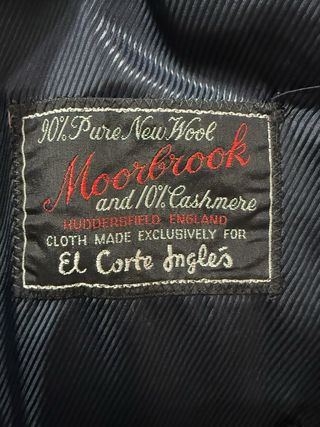 90% Pure New Wool
Moorbrook
and 10% Cashmere
HUDDERSFIELD ENGLAND
CLOTH MADE EXCLUSIVELY FOR
El Corte Inglés